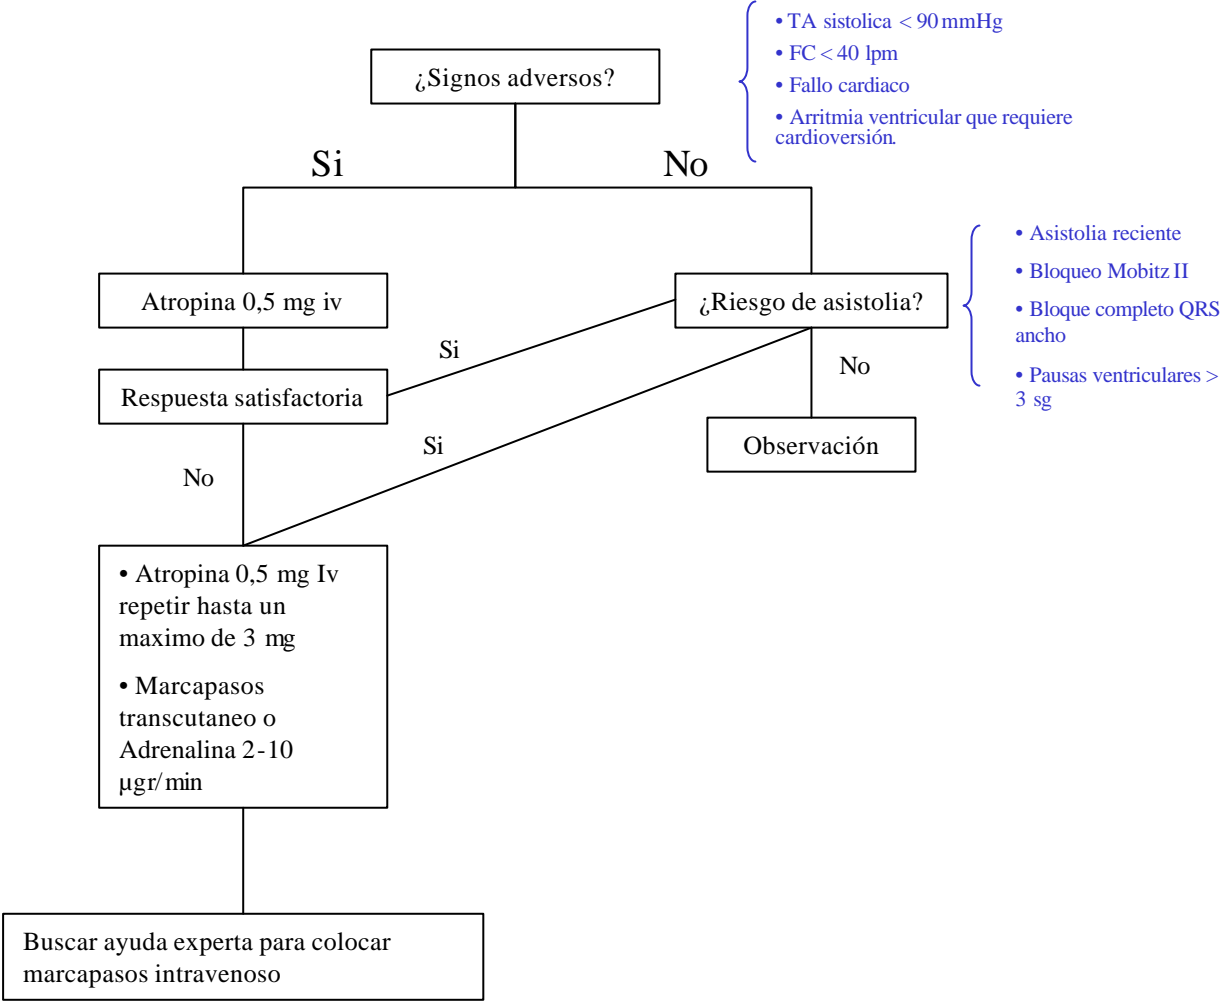 • TA sistolica < 90 mmHg
• FC < 40 lpm
• Fallo cardiaco
• Arritmia ventricular que requiere
cardioversión.
¿Signos adversos?
Si
No
• Asistolia reciente
• Bloqueo Mobitz II
• Bloque completo QRS
ancho
• Pausas ventriculares >
3 sg
Atropina 0,5 mg iv
¿Riesgo de asistolia?
Si
No
Respuesta satisfactoria
Si
Observación
No
• Atropina 0,5 mg Iv
repetir hasta un
maximo de 3 mg
• Marcapasos
transcutaneo o
Adrenalina 2-10
µgr/min
Buscar ayuda experta para colocar
marcapasos intravenoso